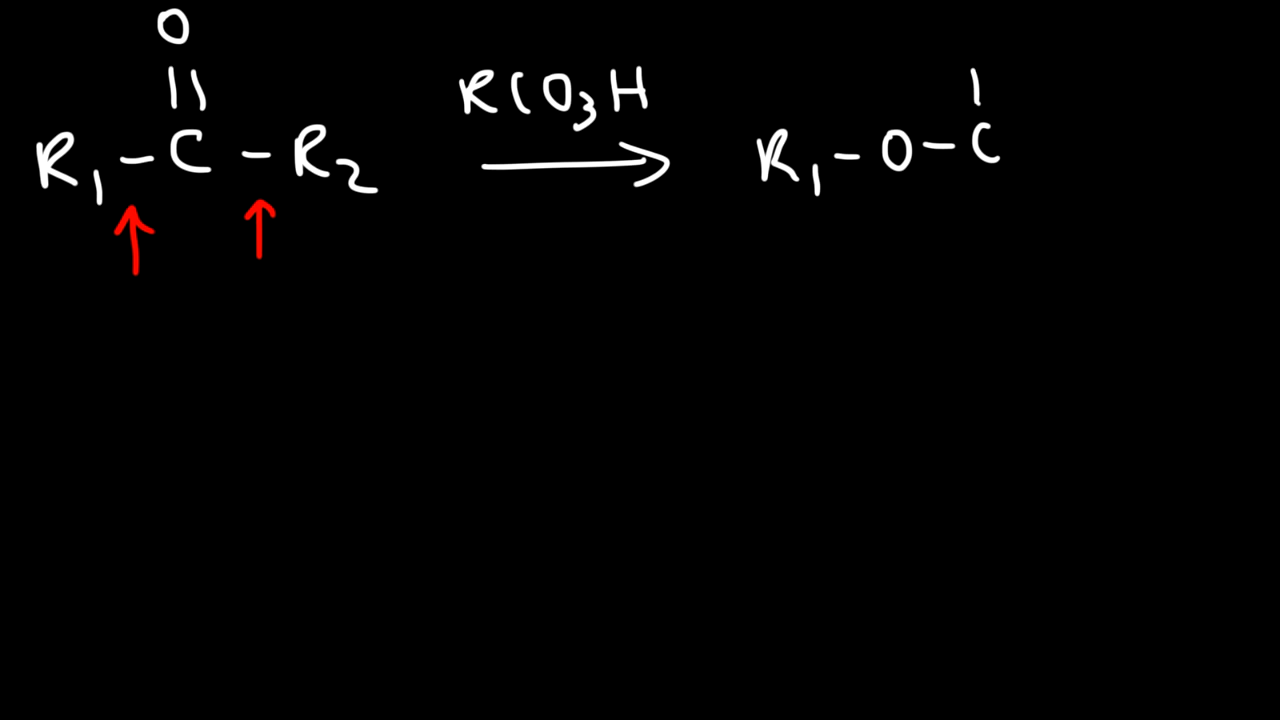 O
||
R₁ – C – R₂ RCO₃H → R₁ – O – C